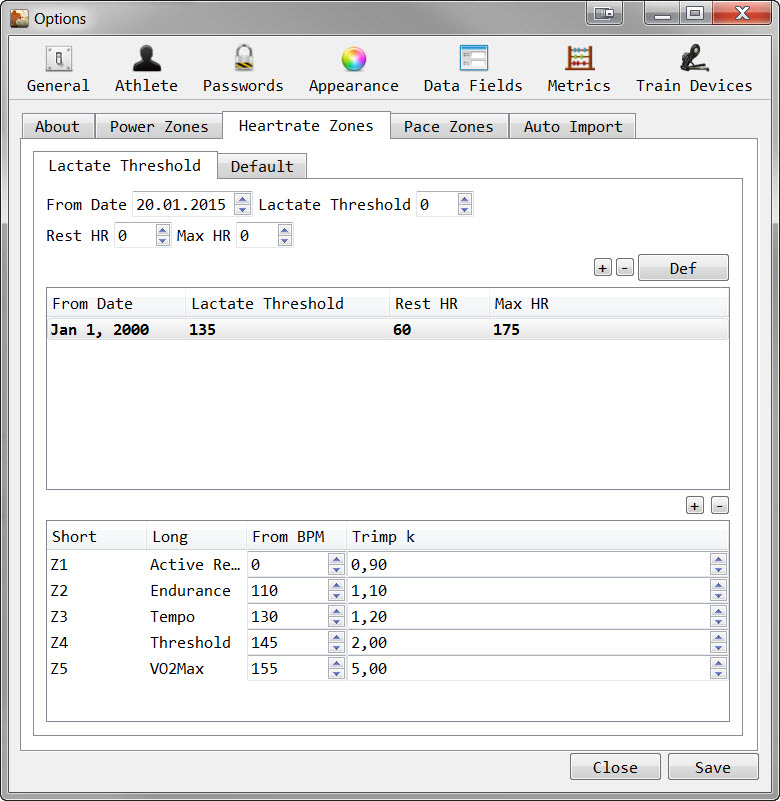 Options
General Athlete Passwords Appearance Data Fields Metrics Train Devices
About Power Zones Heartrate Zones Pace Zones Auto Import
Lactate Threshold Default
From Date 20.01.2015 Lactate Threshold 0
Rest HR 0 Max HR 0
+ - Def
From Date Lactate Threshold Rest HR Max HR
Jan 1, 2000 135 60 175
+ -
Short Long From BPM Trimp k
Z1 Active Re… 0 0,90
Z2 Endurance 110 1,10
Z3 Tempo 130 1,20
Z4 Threshold 145 2,00
Z5 VO2Max 155 5,00
Close Save